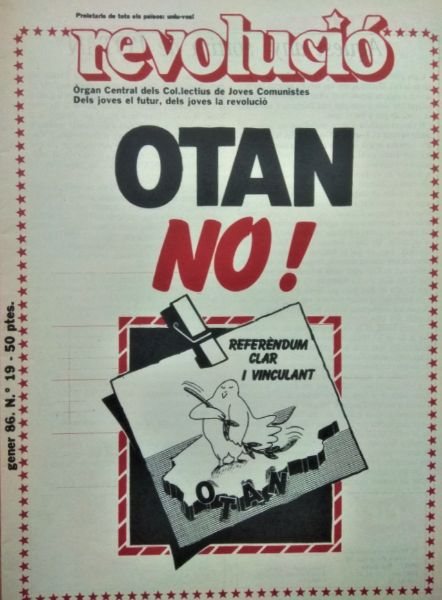 Proletaris de tots els països: uniu-vos!
revolució
Òrgan Central dels Col.lectius de Joves Comunistes
Dels joves el futur, dels joves la revolució
OTAN
NO!
REFERÈNDUM
CLAR
I VINCULANT
OTAN
gener 86. N.° 19 - 50 ptes.